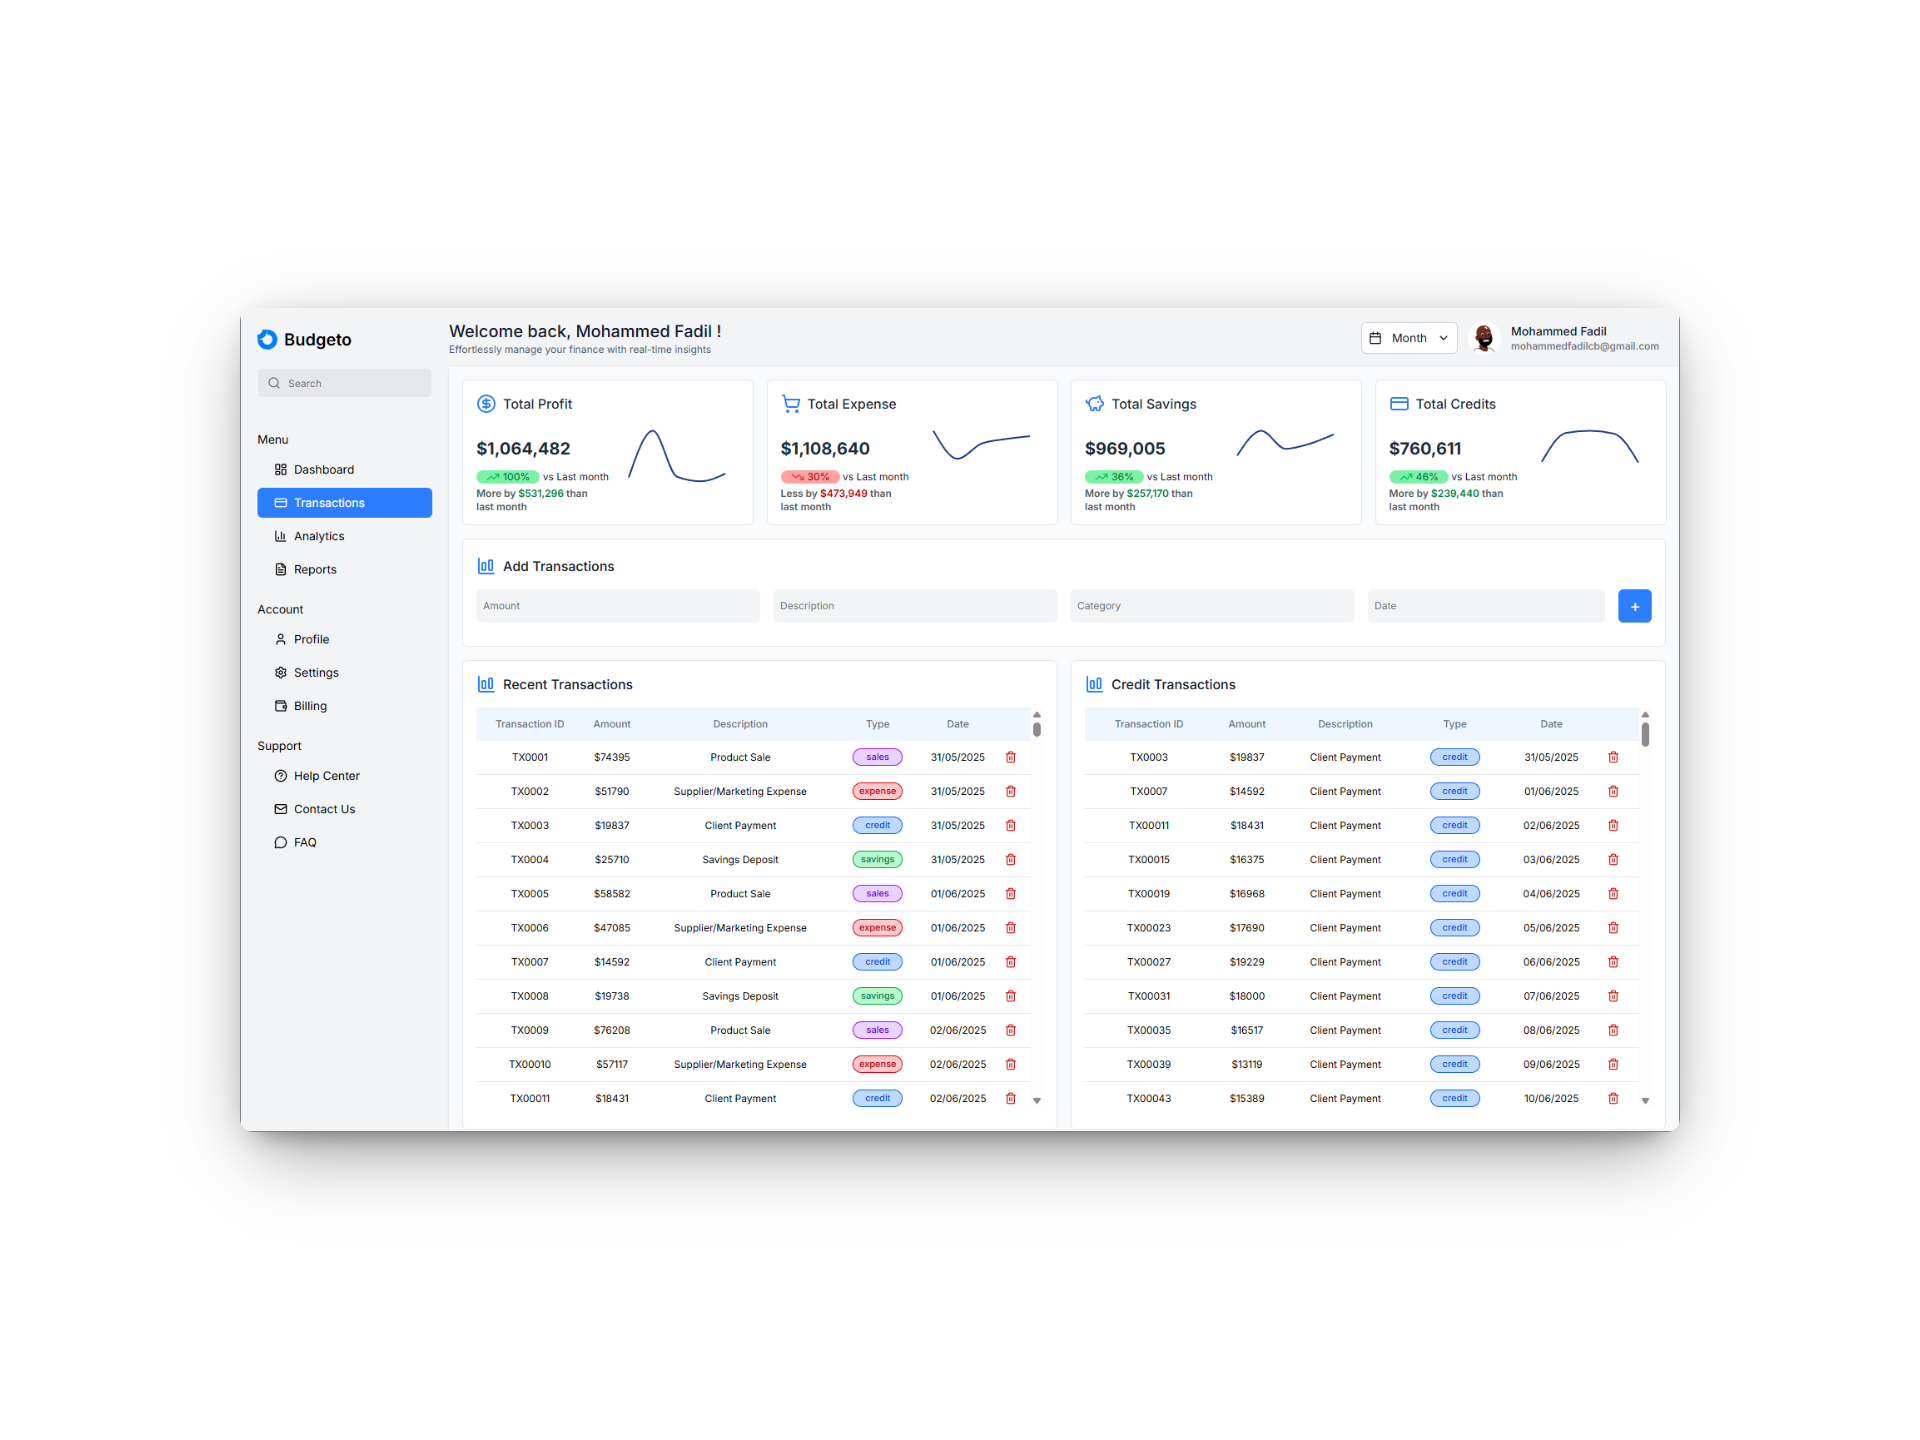 Budgeto
Search
Menu
Dashboard
Transactions
Analytics
Reports
Account
Profile
Settings
Billing
Support
Help Center
Contact Us
FAQ
Welcome back, Mohammed Fadil !
Effortlessly manage your finance with real-time insights
Month
Mohammed Fadil
mohammedfadilcb@gmail.com
Total Profit
$1,064,482
100% vs Last month
More by $531,296 than
last month
Total Expense
$1,108,640
30% vs Last month
Less by $473,949 than
last month
Total Savings
$969,005
36% vs Last month
More by $257,170 than
last month
Total Credits
$760,611
46% vs Last month
More by $239,440 than
last month
Add Transactions
Amount Description Category Date +
Recent Transactions
Transaction ID Amount Description Type Date
TX0001 $74395 Product Sale sales 31/05/2025
TX0002 $51790 Supplier/Marketing Expense expense 31/05/2025
TX0003 $19837 Client Payment credit 31/05/2025
TX0004 $25710 Savings Deposit savings 31/05/2025
TX0005 $58582 Product Sale sales 01/06/2025
TX0006 $47085 Supplier/Marketing Expense expense 01/06/2025
TX0007 $14592 Client Payment credit 01/06/2025
TX0008 $19738 Savings Deposit savings 01/06/2025
TX0009 $76208 Product Sale sales 02/06/2025
TX00010 $57117 Supplier/Marketing Expense expense 02/06/2025
TX00011 $18431 Client Payment credit 02/06/2025
Credit Transactions
Transaction ID Amount Description Type Date
TX0003 $19837 Client Payment credit 31/05/2025
TX0007 $14592 Client Payment credit 01/06/2025
TX00011 $18431 Client Payment credit 02/06/2025
TX00015 $16375 Client Payment credit 03/06/2025
TX00019 $16968 Client Payment credit 04/06/2025
TX00023 $17690 Client Payment credit 05/06/2025
TX00027 $19229 Client Payment credit 06/06/2025
TX00031 $18000 Client Payment credit 07/06/2025
TX00035 $16517 Client Payment credit 08/06/2025
TX00039 $13119 Client Payment credit 09/06/2025
TX00043 $15389 Client Payment credit 10/06/2025